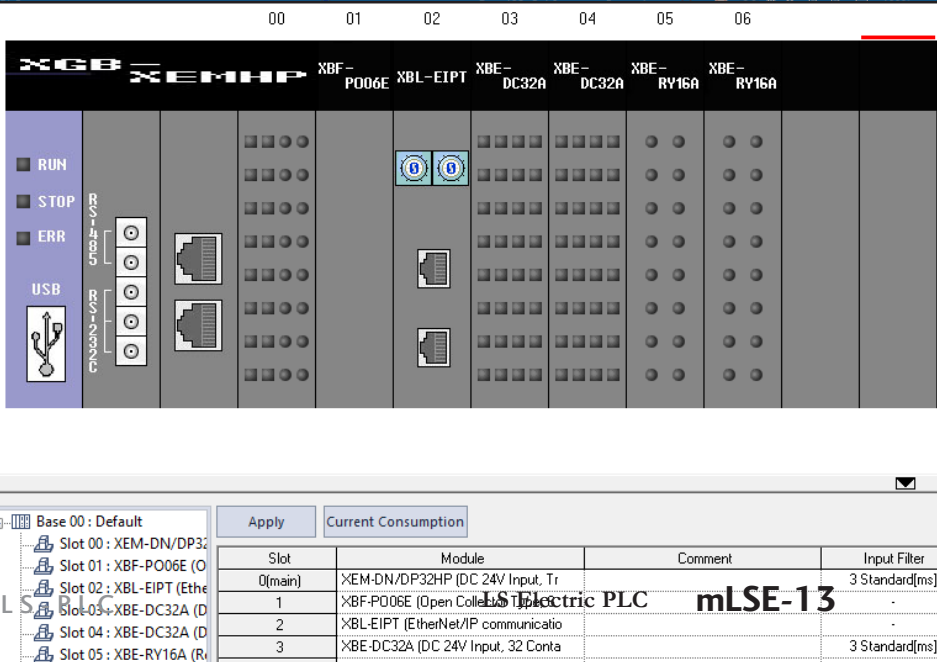 00 01 02 03 04 05 06
XGB XEMHP
XBF-PO06E
XBL-EIPT
XBE-DC32A
XBE-DC32A
XBE-RY16A
XBE-RY16A
RUN
STOP
ERR
USB
RS-485
RS-232C
Base 00 : Default
Slot 00 : XEM-DN/DP32
Slot 01 : XBF-PO06E (O
Slot 02 : XBL-EIPT (Ethe
Slot 03 : XBE-DC32A (D
Slot 04 : XBE-DC32A (D
Slot 05 : XBE-RY16A (R
Apply
Current Consumption
Slot Module Comment Input Filter
0(main) XEM-DN/DP32HP (DC 24V Input, Tr 3 Standard[ms]
1 XBF-PO06E (Open Collector Type, 6 -
2 XBL-EIPT (EtherNet/IP communicatio -
3 XBE-DC32A (DC 24V Input, 32 Conta 3 Standard[ms]
LS PLC
LS Electric PLC
mLSE-13